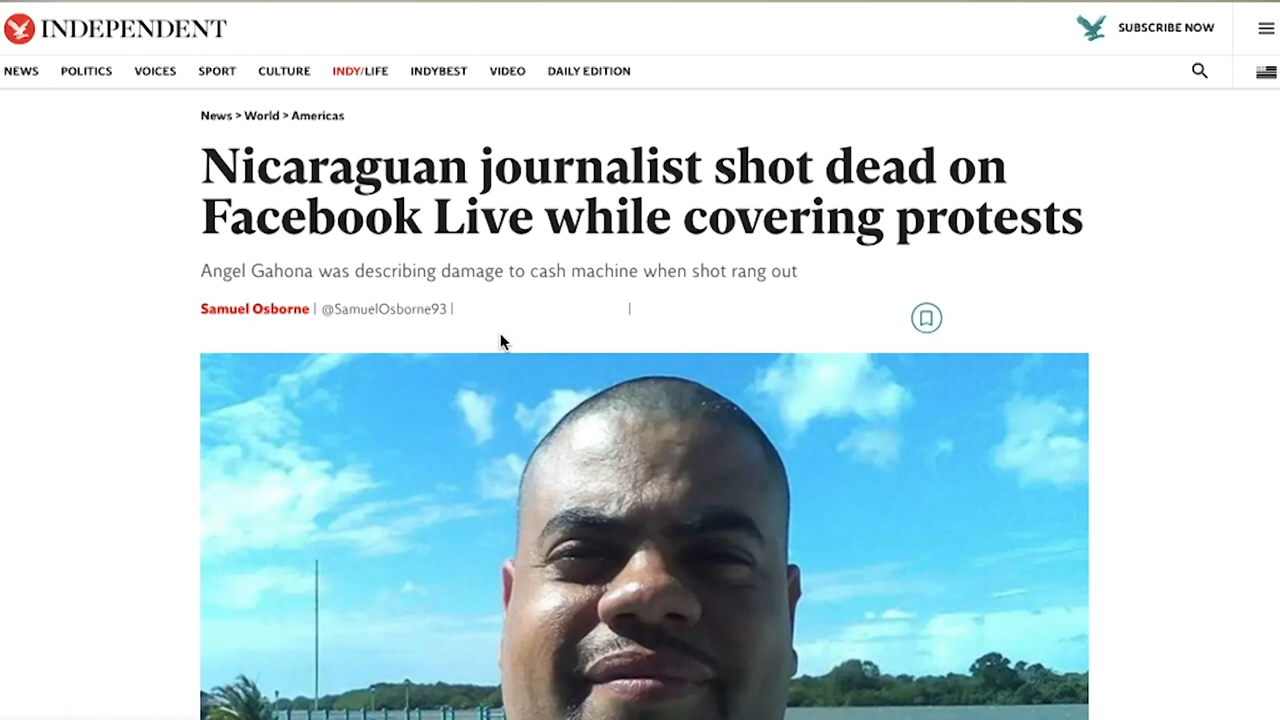 INDEPENDENT
SUBSCRIBE NOW
NEWS POLITICS VOICES SPORT CULTURE INDY/LIFE INDYBEST VIDEO DAILY EDITION
News > World > Americas
Nicaraguan journalist shot dead on
Facebook Live while covering protests
Angel Gahona was describing damage to cash machine when shot rang out
Samuel Osborne | @SamuelOsborne93 | |